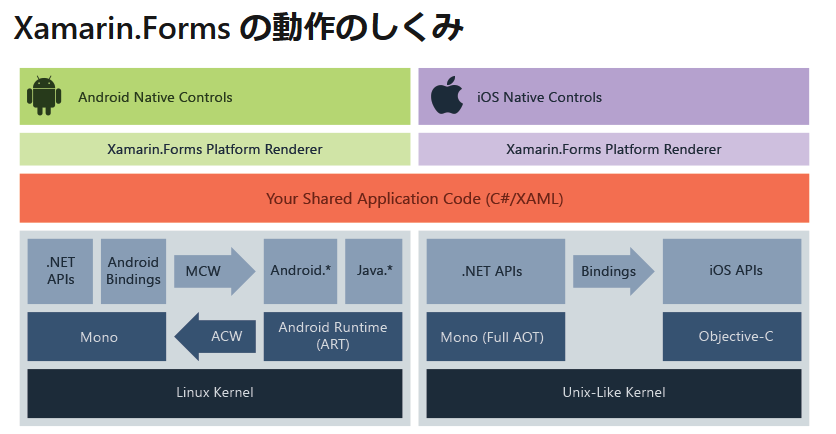 Xamarin.Forms の動作のしくみ
Android Native Controls
iOS Native Controls
Xamarin.Forms Platform Renderer
Xamarin.Forms Platform Renderer
Your Shared Application Code (C#/XAML)
.NET
APIs
Android
Bindings
MCW
Android.*
Java.*
.NET APIs
Bindings
iOS APIs
Mono
ACW
Android Runtime
(ART)
Mono (Full AOT)
Objective-C
Linux Kernel
Unix-Like Kernel